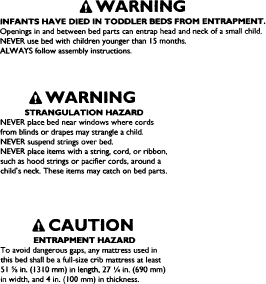 ⚠ WARNING
INFANTS HAVE DIED IN TODDLER BEDS FROM ENTRAPMENT.
Openings in and between bed parts can entrap head and neck of a small child.
NEVER use bed with children younger than 15 months.
ALWAYS follow assembly instructions.
⚠ WARNING
STRANGULATION HAZARD
NEVER place bed near windows where cords
from blinds or drapes may strangle a child.
NEVER suspend strings over bed.
NEVER place items with a string, cord, or ribbon,
such as hood strings or pacifier cords, around a
child's neck. These items may catch on bed parts.
⚠ CAUTION
ENTRAPMENT HAZARD
To avoid dangerous gaps, any mattress used in
this bed shall be a full-size crib mattress at least
51 ⅝ in. (1310 mm) in length, 27 ¼ in. (690 mm)
in width, and 4 in. (100 mm) in thickness.